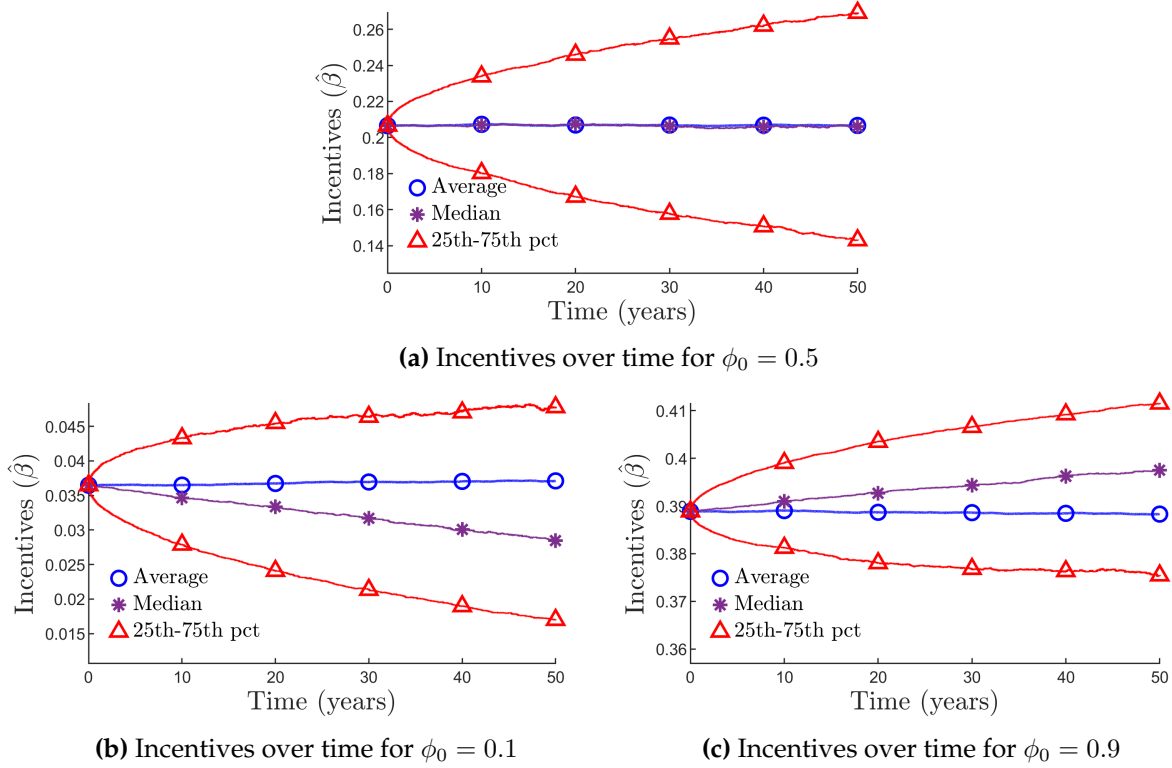 0.26
0.24
0.22
0.2
0.18
0.16
0.14
Incentives (β̂)
Average
Median
25th-75th pct
0 10 20 30 40 50
Time (years)
(a) Incentives over time for ϕ₀ = 0.5
0.045
0.04
0.035
0.03
0.025
0.02
0.015
Incentives (β̂)
Average
Median
25th-75th pct
0 10 20 30 40 50
Time (years)
(b) Incentives over time for ϕ₀ = 0.1
0.41
0.4
0.39
0.38
0.37
0.36
Incentives (β̂)
Average
Median
25th-75th pct
0 10 20 30 40 50
Time (years)
(c) Incentives over time for ϕ₀ = 0.9